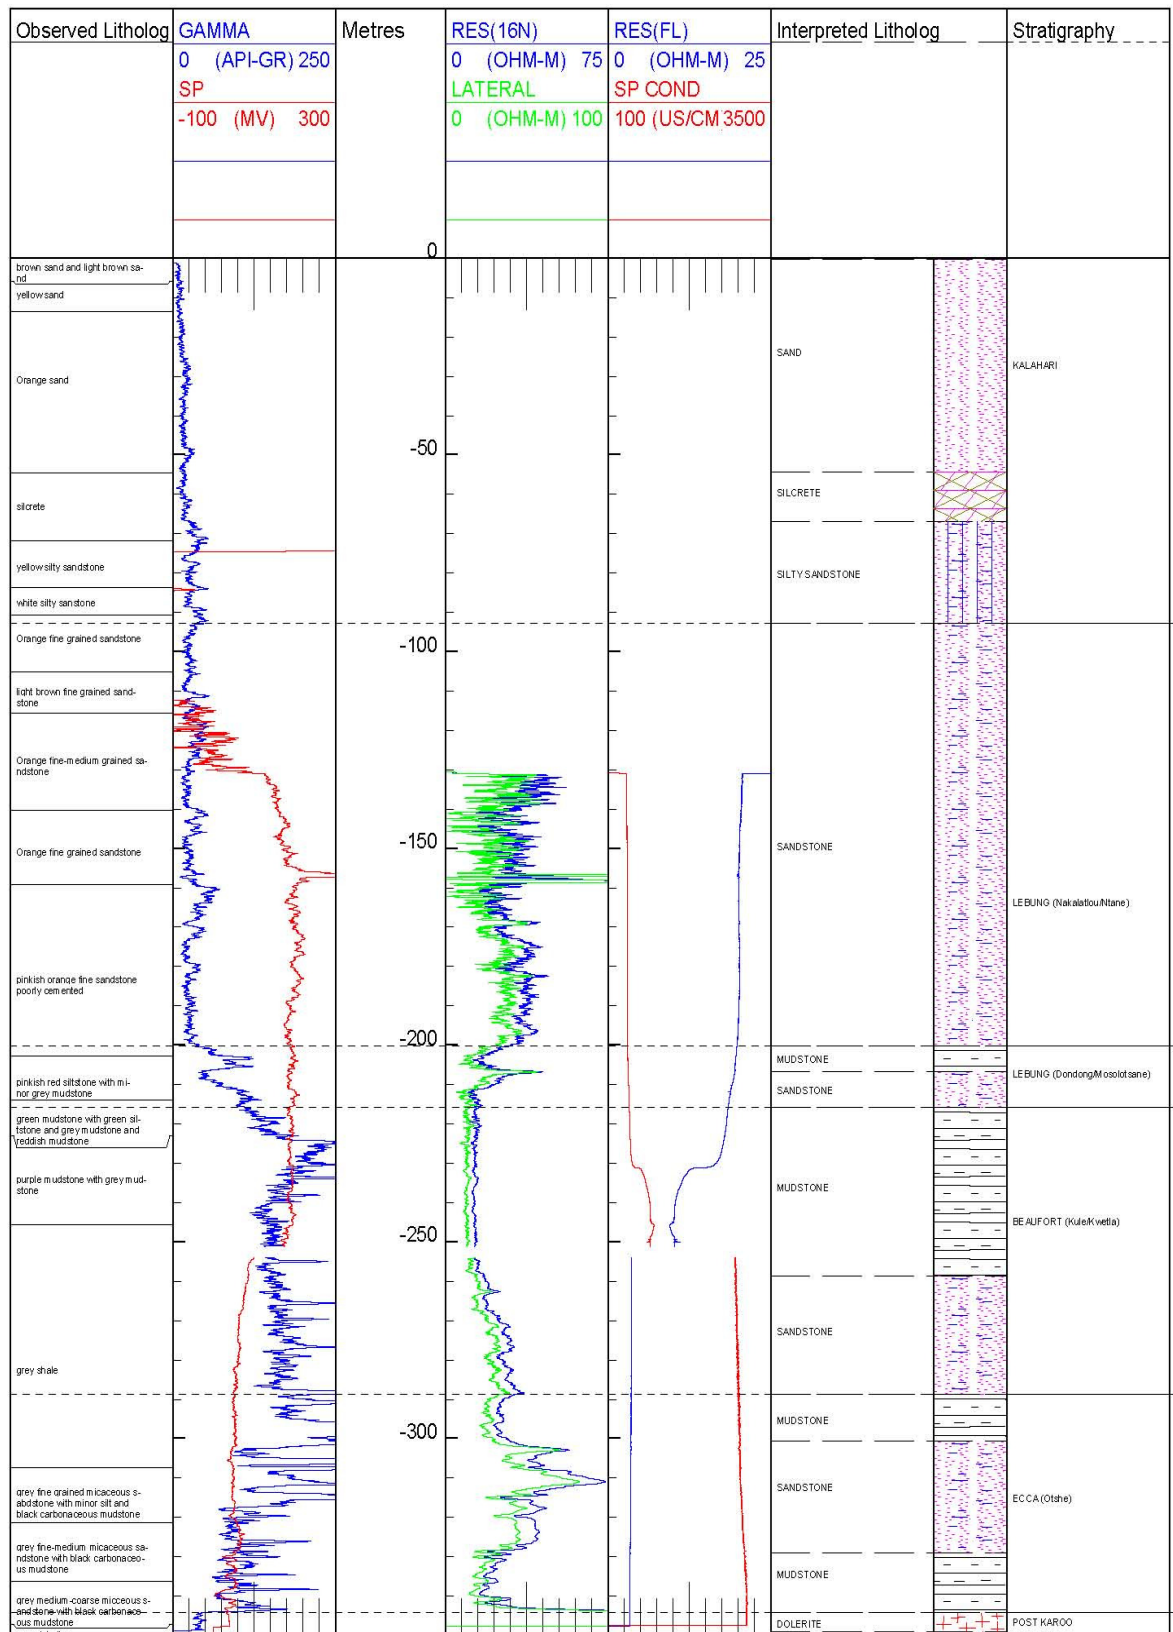 Observed Litholog GAMMA Metres RES(16N) RES(FL) Interpreted Litholog Stratigraphy
0 (API-GR) 250 0 (OHM-M) 75 0 (OHM-M) 25
SP LATERAL SP COND
-100 (MV) 300 0 (OHM-M) 100 100 (US/CM 3500
0
brown sand and light brown sa-
nd
yellow sand
SAND
KALAHARI
Orange sand
-50
SILCRETE
silcrete
yellow silty sandstone
SILTY SANDSTONE
white silty sanstone
Orange fine grained sandstone
-100
light brown fine grained sand-
stone
Orange fine-medium grained sa-
ndstone
-150
Orange fine grained sandstone
SANDSTONE
LEBUNG (Nakalatlou/Ntane)
pinkish orange fine sandstone
poorly cemented
-200
MUDSTONE
LEBUNG (Dondong/Mosolotsane)
pinkish red siltstone with mi-
nor grey mudstone
SANDSTONE
green mudstone with green sil-
tstone and grey mudstone and
reddish mudstone
purple mudstone with grey mud-
stone
MUDSTONE
BEAUFORT (Kule/Kwetla)
-250
SANDSTONE
grey shale
MUDSTONE
-300
SANDSTONE
grey fine grained micaceous s-
abdstone with minor silt and
black carbonaceous mudstone
ECCA (Otshe)
grey fine-medium micaceous sa-
ndstone with black carbonaceo-
us mudstone
MUDSTONE
grey medium-coarse micceous s-
andstone with black carbonace-
ous mudstone
DOLERITE
POST KAROO